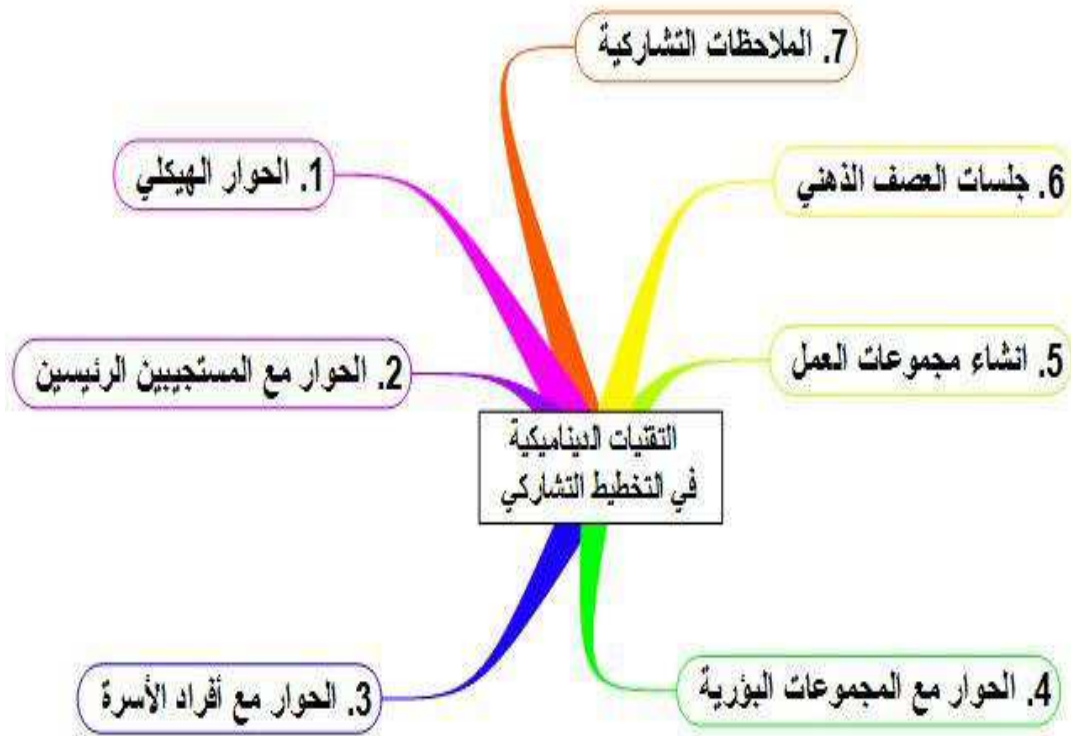 التقنيات الديناميكية
في التخطيط التشاركي
1. الحوار الهيكلي
2. الحوار مع المستجيبين الرئيسين
3. الحوار مع أفراد الأسرة
4. الحوار مع المجموعات البؤرية
5. انشاء مجموعات العمل
6. جلسات العصف الذهني
7. الملاحظات التشاركية